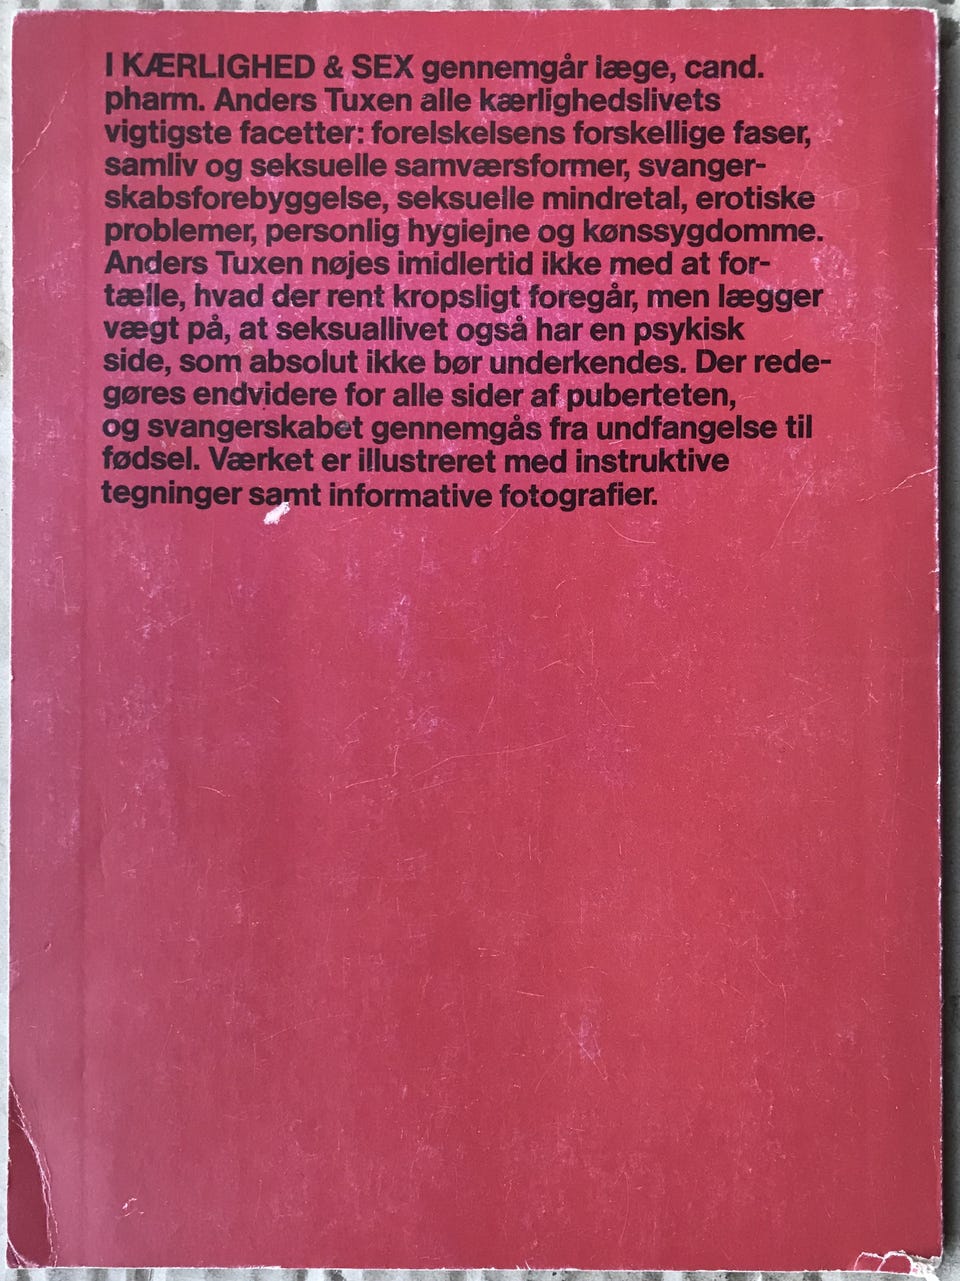 I KÆRLIGHED & SEX gennemgår læge, cand.
pharm. Anders Tuxen alle kærlighedslivets
vigtigste facetter: forelskelsens forskellige faser,
samliv og seksuelle samværsformer, svanger-
skabsforebyggelse, seksuelle mindretal, erotiske
problemer, personlig hygiejne og kønssygdomme.
Anders Tuxen nøjes imidlertid ikke med at for-
tælle, hvad der rent kropsligt foregår, men lægger
vægt på, at seksuallivet også har en psykisk
side, som absolut ikke bør underkendes. Der rede-
gøres endvidere for alle sider af puberteten,
og svangerskabet gennemgås fra undfangelse til
fødsel. Værket er illustreret med instruktive
tegninger samt informative fotografier.